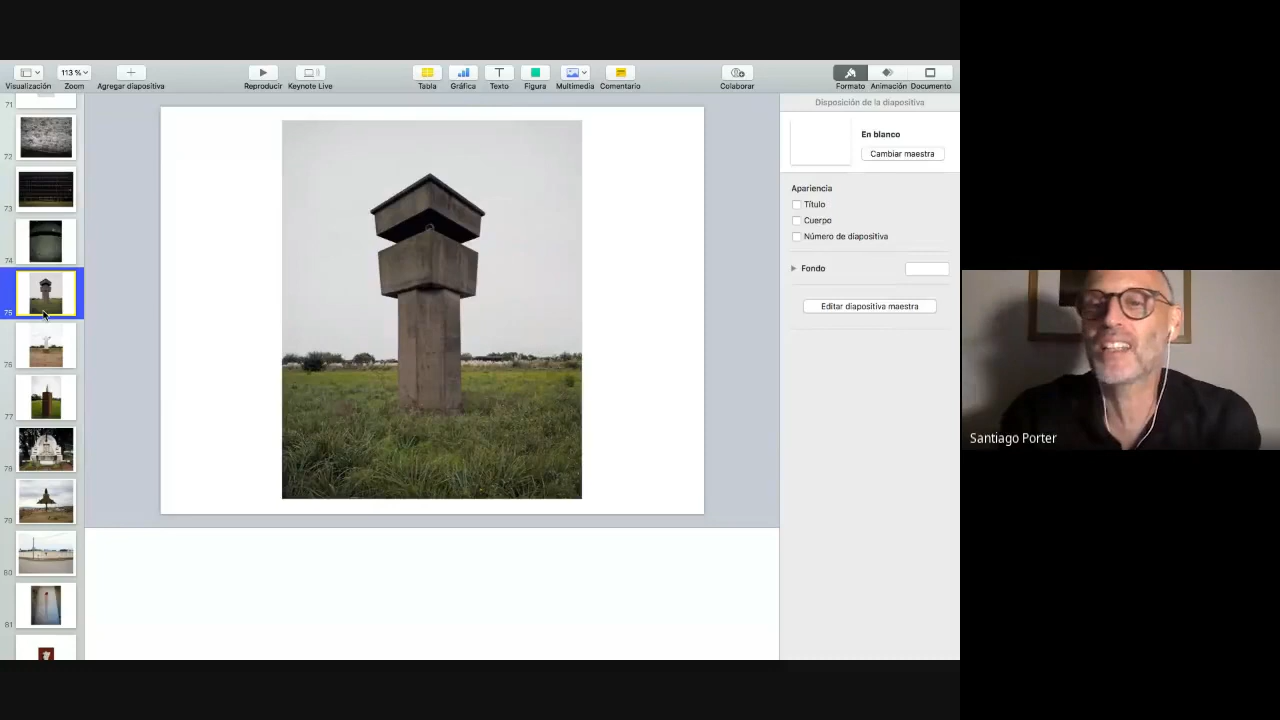 113 %
Visualización Zoom Agregar diapositiva Reproducir Keynote Live Tabla Gráfica Texto Figura Multimedia Comentario Colaborar Formato Animación Documento
Disposición de la diapositiva
En blanco
Cambiar maestra
Apariencia
Título
Cuerpo
Número de diapositiva
Fondo
Editar diapositiva maestra
71
72
73
74
75
76
77
78
79
80
81
Santiago Porter